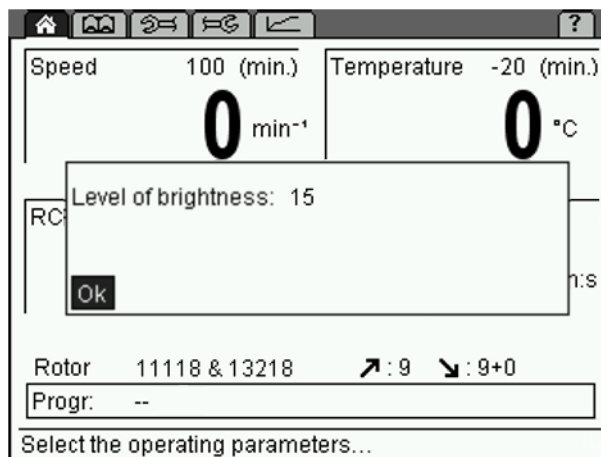 ?
Speed 100 (min.)
0 min⁻¹
Temperature -20 (min.)
0 °C
Level of brightness: 15
RC
n:s
Ok
Rotor 11118 & 13218 ↗: 9 ↘: 9+0
Progr: --
Select the operating parameters...